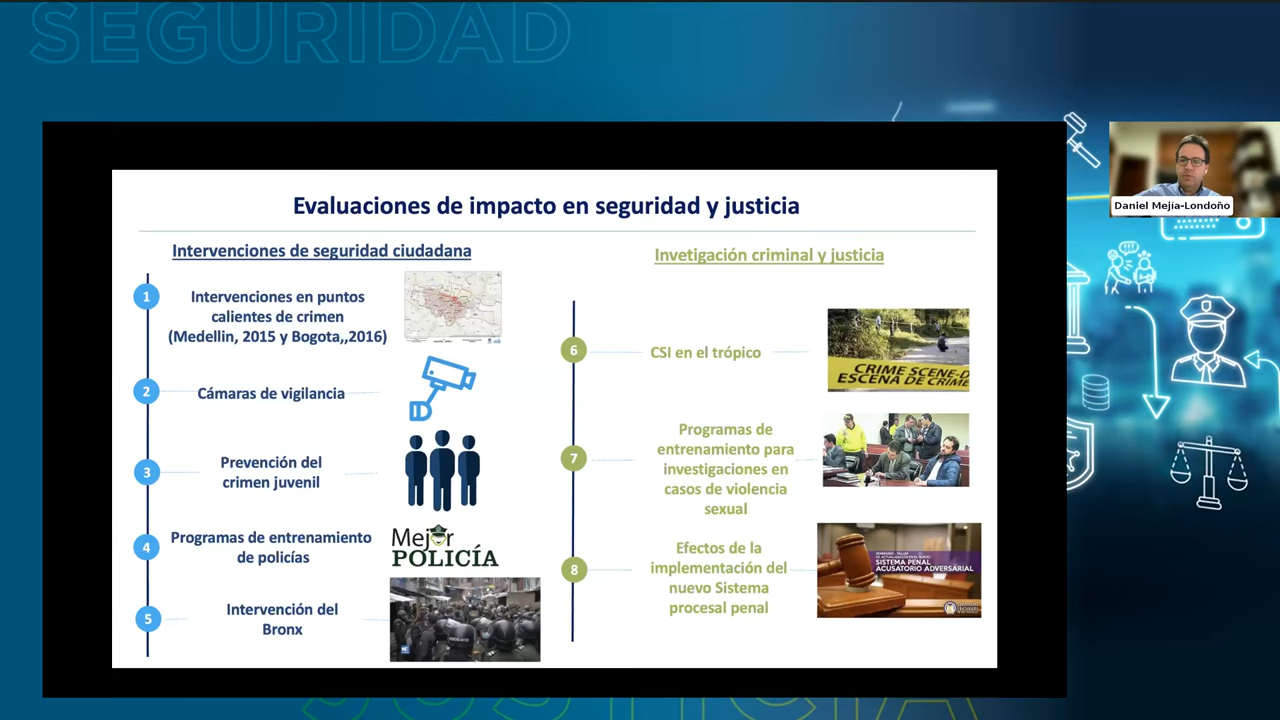 SEGURIDAD
Evaluaciones de impacto en seguridad y justicia
Intervenciones de seguridad ciudadana
1
Intervenciones en puntos
calientes de crimen
(Medellin, 2015 y Bogota,,2016)
2
Cámaras de vigilancia
3
Prevención del
crimen juvenil
4
Programas de entrenamiento
de policías
Mejor
POLICÍA
5
Intervención del
Bronx
Invetigación criminal y justicia
6
CSI en el trópico
CRIME SCENE-D
ESCENA DE CRIME
7
Programas de
entrenamiento para
investigaciones en
casos de violencia
sexual
8
Efectos de la
implementación del
nuevo Sistema
procesal penal
SISTEMA PENAL
ACUSATORIO ADVERSARIAL
Daniel Mejía-Londoño
JUSTICIA